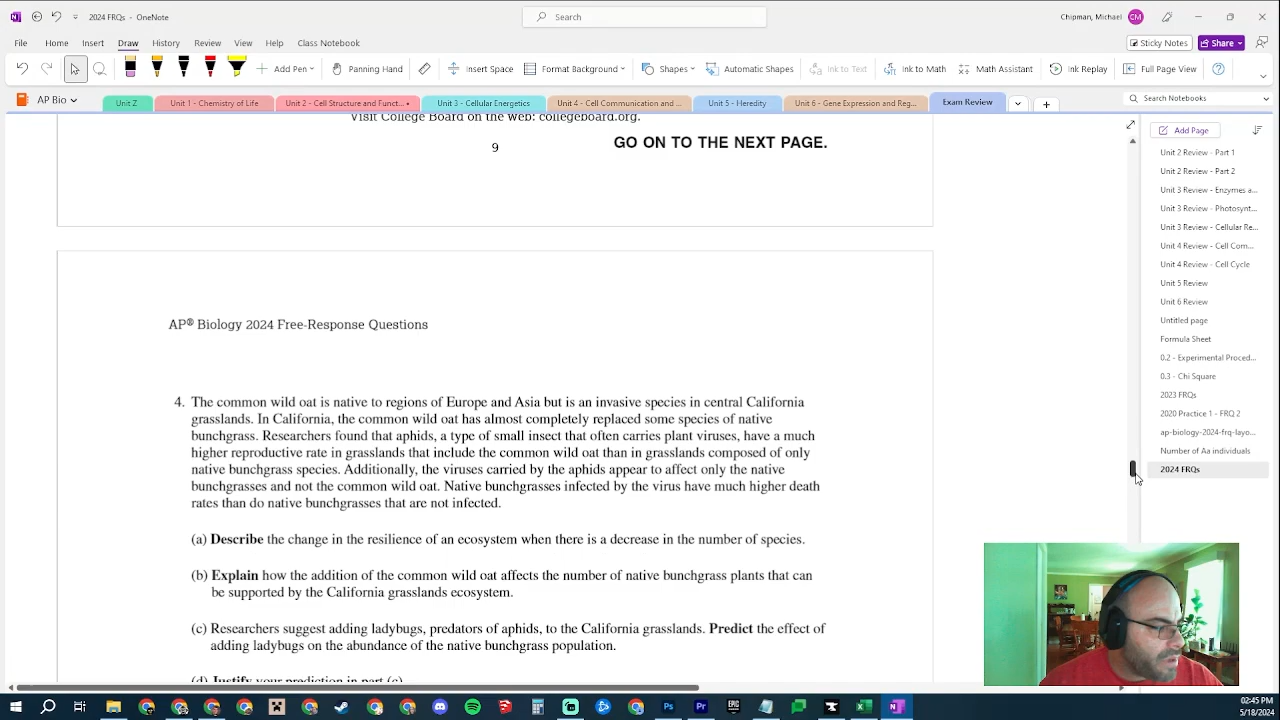 2024 FRQs - OneNote
Search
Chipman, Michael
CM
File
Home
Insert
Draw
History
Review
View
Help
Class Notebook
Sticky Notes
Share
Add Pen
Panning Hand
Insert Space
Format Background
Shapes
Automatic Shapes
Ink to Text
Ink to Math
Math Assistant
Ink Replay
Full Page View
AP Bio
Unit Z
Unit 1 - Chemistry of Life
Unit 2 - Cell Structure and Funct...
Unit 3 - Cellular Energetics
Unit 4 - Cell Communication and ...
Unit 5 - Heredity
Unit 6 - Gene Expression and Reg...
Exam Review
Search Notebooks
Visit College Board on the web: collegeboard.org.
9
GO ON TO THE NEXT PAGE.
AP® Biology 2024 Free-Response Questions
4. The common wild oat is native to regions of Europe and Asia but is an invasive species in central California
grasslands. In California, the common wild oat has almost completely replaced some species of native
bunchgrass. Researchers found that aphids, a type of small insect that often carries plant viruses, have a much
higher reproductive rate in grasslands that include the common wild oat than in grasslands composed of only
native bunchgrass species. Additionally, the viruses carried by the aphids appear to affect only the native
bunchgrasses and not the common wild oat. Native bunchgrasses infected by the virus have much higher death
rates than do native bunchgrasses that are not infected.
(a) Describe the change in the resilience of an ecosystem when there is a decrease in the number of species.
(b) Explain how the addition of the common wild oat affects the number of native bunchgrass plants that can
be supported by the California grasslands ecosystem.
(c) Researchers suggest adding ladybugs, predators of aphids, to the California grasslands. Predict the effect of
adding ladybugs on the abundance of the native bunchgrass population.
(d) Justify your prediction in part (c).
Add Page
Unit 2 Review - Part 1
Unit 2 Review - Part 2
Unit 3 Review - Enzymes a...
Unit 3 Review - Photosynt...
Unit 3 Review - Cellular Re...
Unit 4 Review - Cell Com...
Unit 4 Review - Cell Cycle
Unit 5 Review
Unit 6 Review
Untitled page
Formula Sheet
0.2 - Experimental Proced...
0.3 - Chi Square
2023 FRQs
2020 Practice 1 - FRQ 2
ap-biology-2024-frq-layo...
Number of Aa individuals
2024 FRQs
02:45 PM
5/18/2024